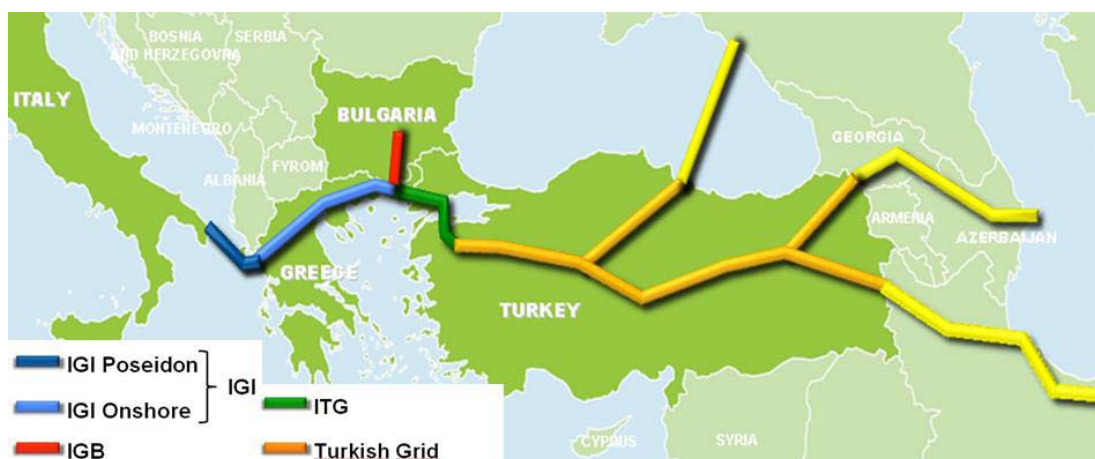 BOSNIA
AND HERZEGOVRA
SERBIA
ITALY
BULGARIA
MONTENEGRO
GEORGIA
FYROM
ALBANIA
ARMENIA
AZERBAIJAN
GREECE
TURKEY
IGI Poseidon
IGI
IGI Onshore
ITG
IGB
Turkish Grid
CYPRUS
SYRIA